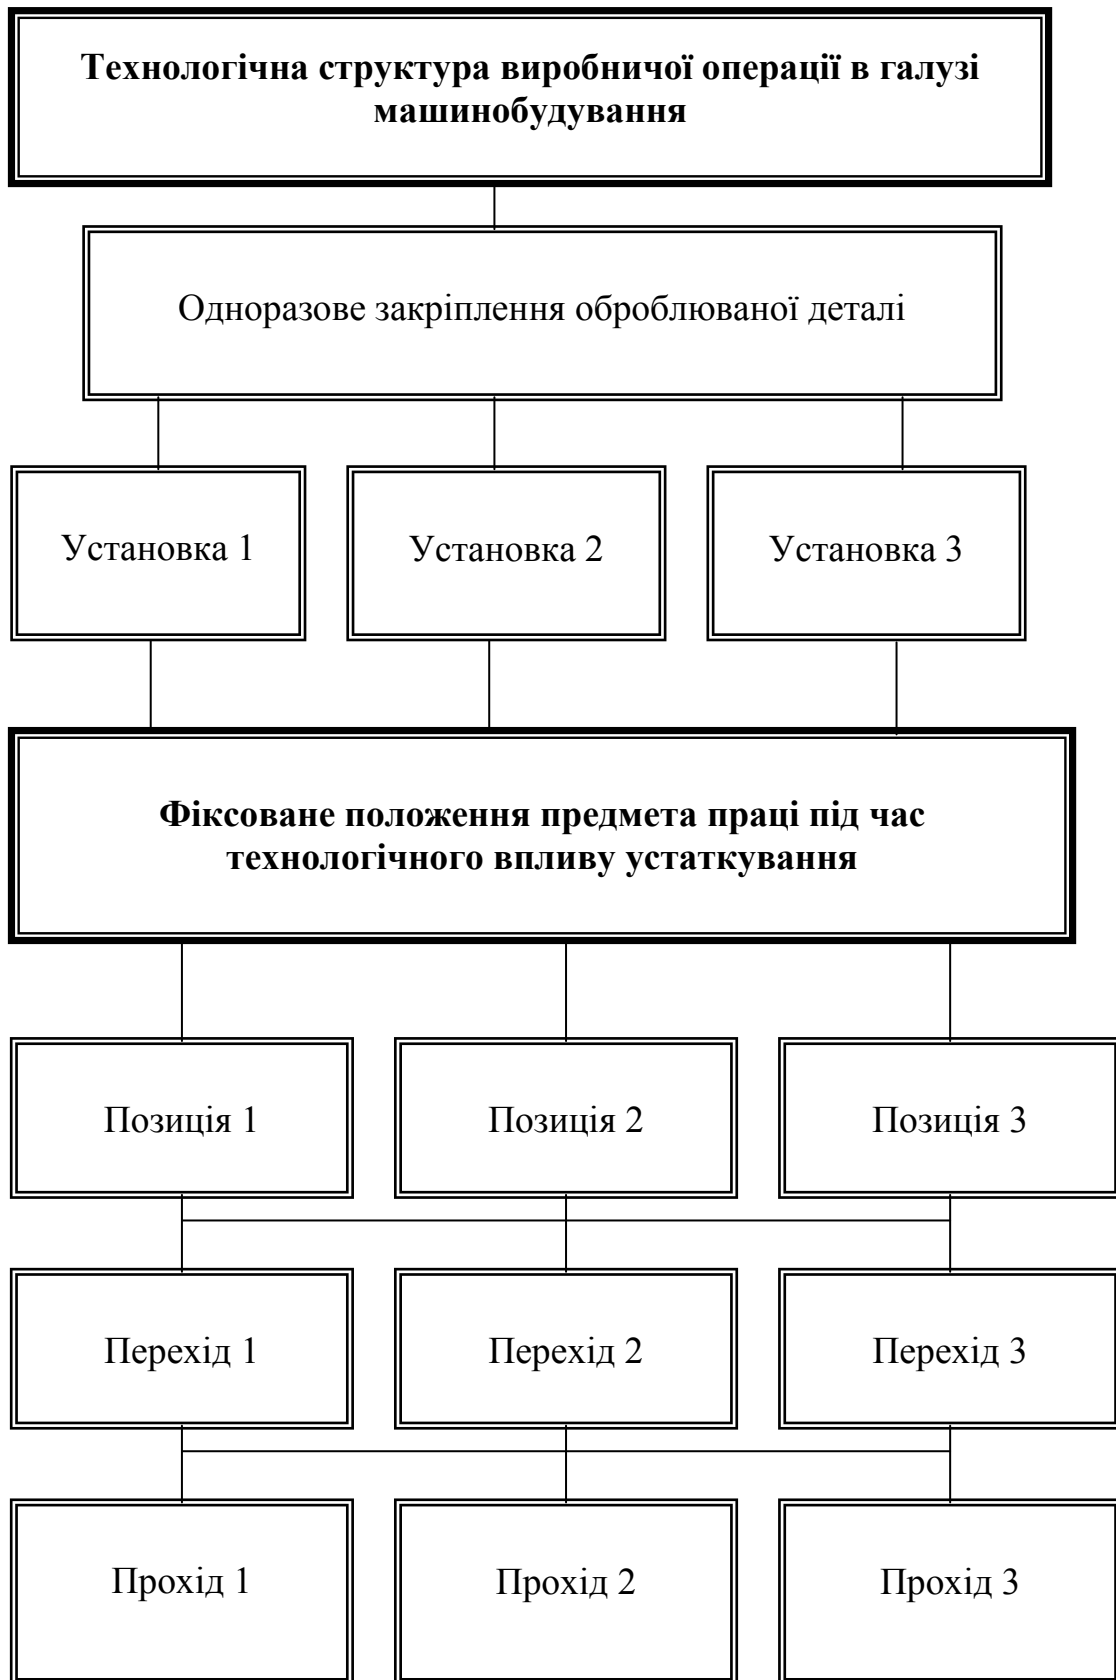 Технологічна структура виробничої операції в галузі
машинобудування
Одноразове закріплення оброблюваної деталі
Установка 1
Установка 2
Установка 3
Фіксоване положення предмета праці під час
технологічного впливу устаткування
Позиція 1
Позиція 2
Позиція 3
Перехід 1
Перехід 2
Перехід 3
Прохід 1
Прохід 2
Прохід 3